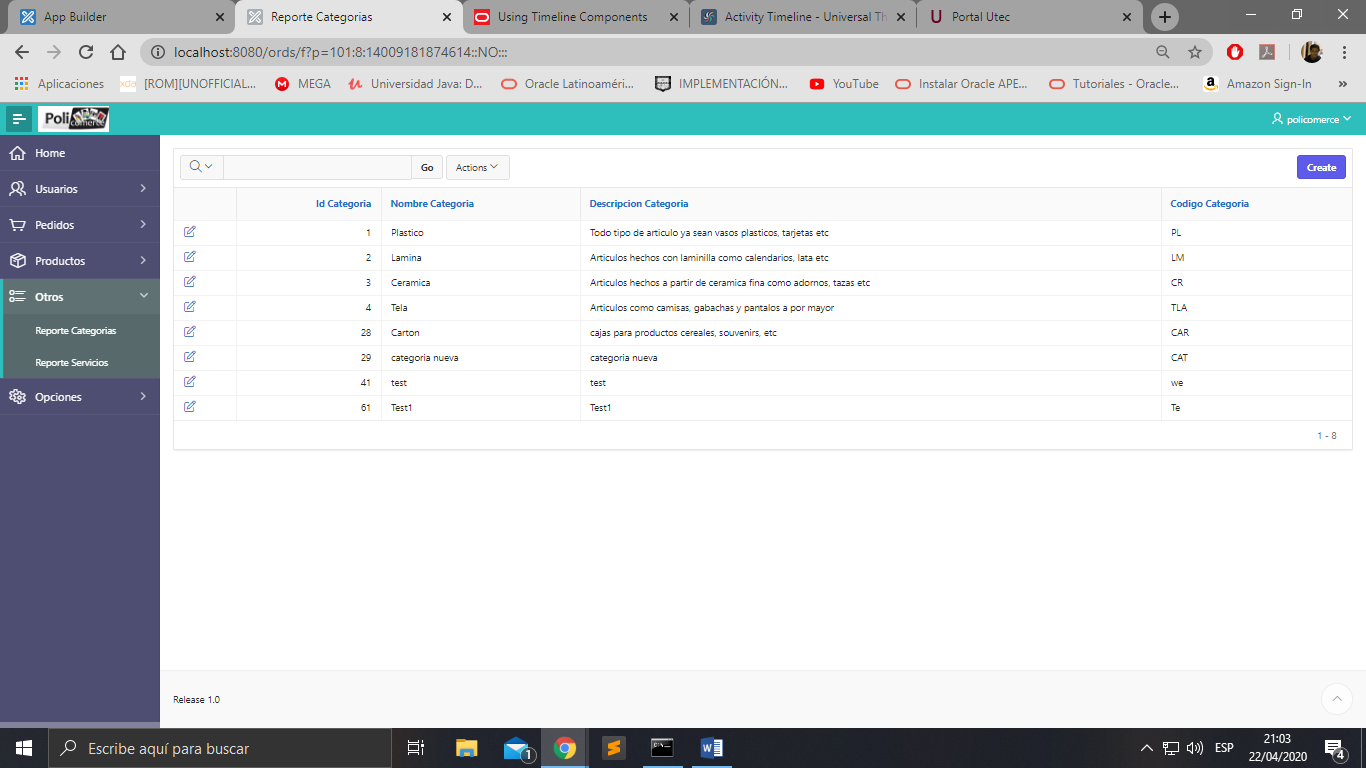 App Builder
Reporte Categorias
Using Timeline Components
Activity Timeline - Universal Th
Portal Utec
localhost:8080/ords/f?p=101:8:14009181874614::NO:::
Aplicaciones
[ROM][UNOFFICIAL...
MEGA
Universidad Java: D...
Oracle Latinoaméri...
IMPLEMENTACIÓN...
YouTube
Instalar Oracle APE...
Tutoriales - Oracle...
Amazon Sign-In
»
Poli comerce
policomerce
Home
Usuarios
Pedidos
Productos
Otros
Reporte Categorias
Reporte Servicios
Opciones
Go
Actions
Create
Id Categoria Nombre Categoria Descripcion Categoria Codigo Categoria
1 Plastico Todo tipo de articulo ya sean vasos plasticos, tarjetas etc PL
2 Lamina Articulos hechos con laminilla como calendarios, lata etc LM
3 Ceramica Articulos hechos a partir de ceramica fina como adornos, tazas etc CR
4 Tela Articulos como camisas, gabachas y pantalos a por mayor TLA
28 Carton cajas para productos cereales, souvenirs, etc CAR
29 categoria nueva categoria nueva CAT
41 test test we
61 Test1 Test1 Te
1 - 8
Release 1.0
Escribe aquí para buscar
1
ESP
21:03
22/04/2020
4